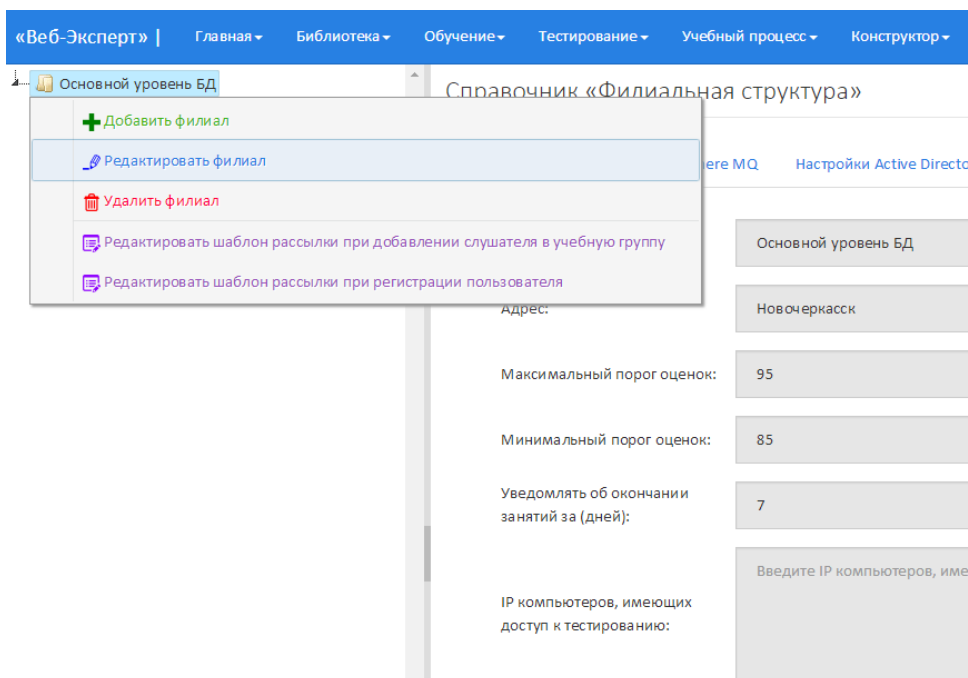 «Веб-Эксперт» | Главная Библиотека Обучение Тестирование Учебный процесс Конструктор
Основной уровень БД
Справочник «Филиальная структура»
Добавить филиал
Редактировать филиал
Удалить филиал
Редактировать шаблон рассылки при добавлении слушателя в учебную группу
Редактировать шаблон рассылки при регистрации пользователя
MQ Настройки Active
Основной уровень БД
Адрес: Новочеркасск
Максимальный порог оценок: 95
Минимальный порог оценок: 85
Уведомлять об окончании
занятий за (дней): 7
Введите IP компьютеров,
IP компьютеров, имеющих
доступ к тестированию: